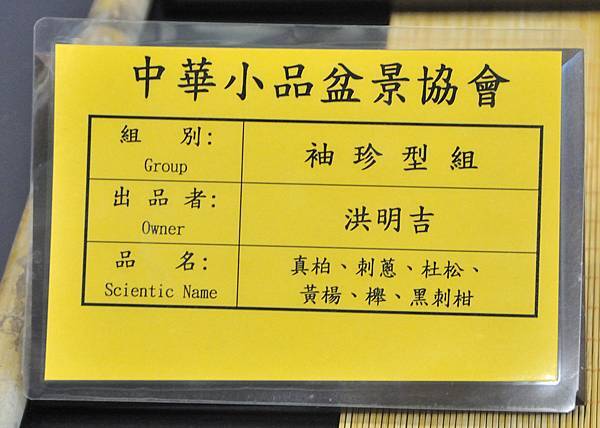 中華小品盆景協會
組 別:
Group
袖珍型組
出品者:
Owner
洪明吉
品 名:
Scientic Name
真柏、刺蔥、杜松、
黃楊、櫸、黑刺柑